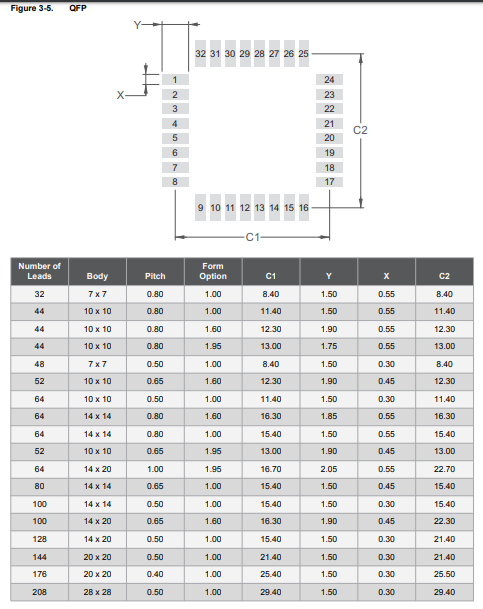 Figure 3-5. QFP
Y
32 31 30 29 28 27 26 25
X
1 24
2 23
3 22
4 21
5 20
6 19
7 18
8 17
C2
9 10 11 12 13 14 15 16
C1
Number of Leads Body Pitch Form Option C1 Y X C2
32 7 x 7 0.80 1.00 8.40 1.50 0.55 8.40
44 10 x 10 0.80 1.00 11.40 1.50 0.55 11.40
44 10 x 10 0.80 1.60 12.30 1.90 0.55 12.30
44 10 x 10 0.80 1.95 13.00 1.75 0.55 13.00
48 7 x 7 0.50 1.00 8.40 1.50 0.30 8.40
52 10 x 10 0.65 1.60 12.30 1.90 0.45 12.30
64 10 x 10 0.50 1.00 11.40 1.50 0.30 11.40
64 14 x 14 0.80 1.60 16.30 1.85 0.55 16.30
64 14 x 14 0.80 1.00 15.40 1.50 0.55 15.40
52 10 x 10 0.65 1.95 13.00 1.90 0.45 13.00
64 14 x 20 1.00 1.95 16.70 2.05 0.55 22.70
80 14 x 14 0.65 1.00 15.40 1.50 0.45 15.40
100 14 x 14 0.50 1.00 15.40 1.50 0.30 15.40
100 14 x 20 0.65 1.60 16.30 1.90 0.45 22.30
128 14 x 20 0.50 1.00 15.40 1.50 0.30 21.40
144 20 x 20 0.50 1.00 21.40 1.50 0.30 21.40
176 20 x 20 0.40 1.00 25.40 1.50 0.30 25.50
208 28 x 28 0.50 1.00 29.40 1.50 0.30 29.40